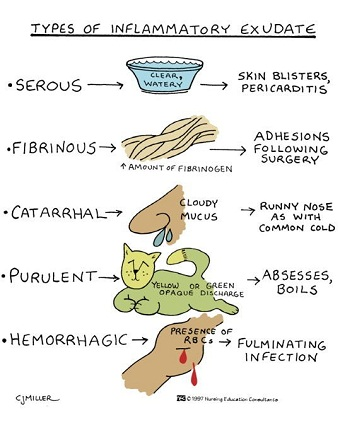 TYPES OF INFLAMMATORY EXUDATE
• SEROUS
CLEAR,
WATERY
SKIN BLISTERS,
PERICARDITIS
• FIBRINOUS
↑ AMOUNT OF FIBRINOGEN
ADHESIONS
FOLLOWING
SURGERY
• CATARRHAL
CLOUDY
MUCUS
RUNNY NOSE
AS WITH
COMMON COLD
• PURULENT
YELLOW OR GREEN
OPAQUE DISCHARGE
ABSESSES,
BOILS
• HEMORRHAGIC
PRESENCE OF
RBCs
FULMINATING
INFECTION
CJMILLER
© 1997 Nursing Education Consultants